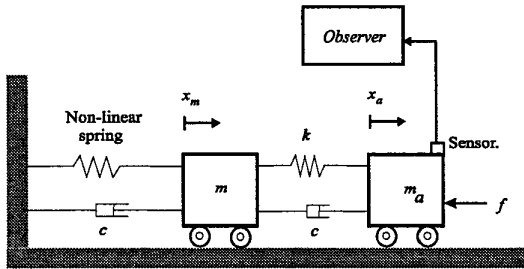 Observer
x_m
x_a
Non-linear
spring
k
Sensor.
m
m_a
f
c
c